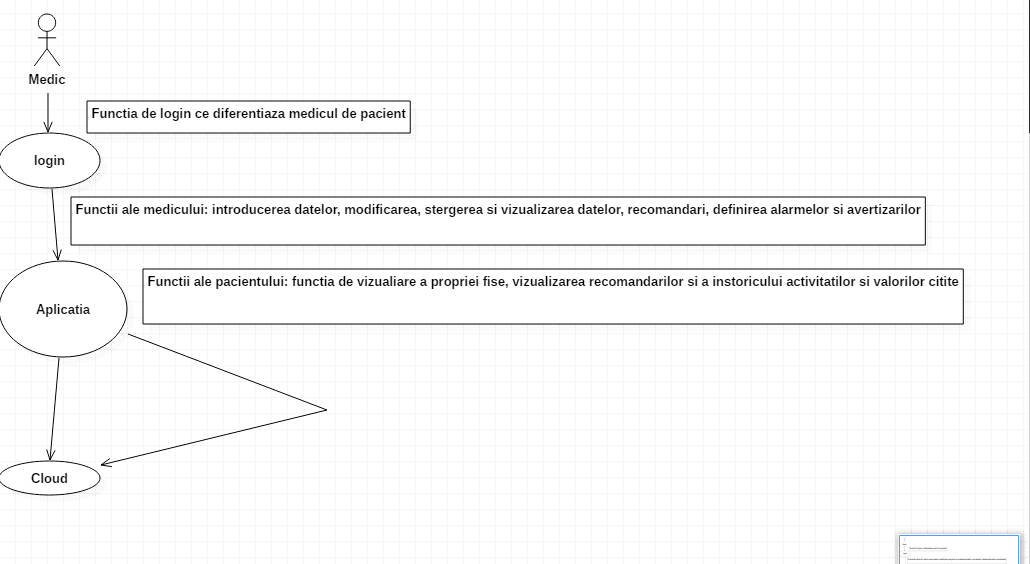 Medic
Functia de login ce diferentiaza medicul de pacient
login
Functii ale medicului: introducerea datelor, modificarea, stergerea si vizualizarea datelor, recomandari, definirea alarmelor si avertizarilor
Functii ale pacientului: functia de vizualiare a propriei fise, vizualizarea recomandarilor si a instoricului activitatilor si valorilor citite
Aplicatia
Cloud